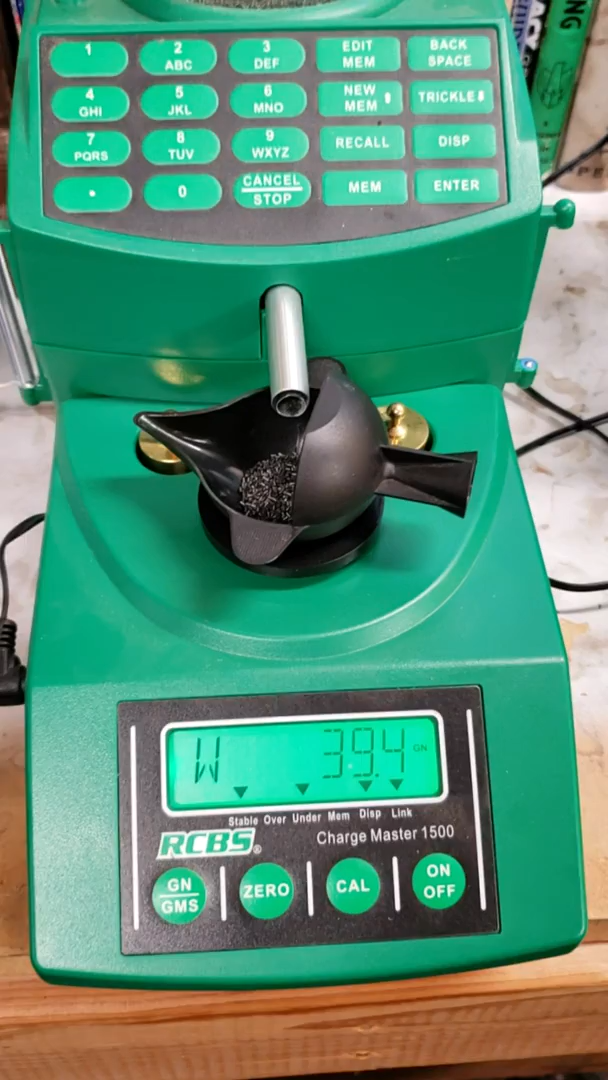 1
2
ABC
3
DEF
EDIT
MEM
BACK
SPACE
4
GHI
5
JKL
6
MNO
NEW
MEM
TRICKLE
7
PQRS
8
TUV
9
WXYZ
RECALL
DISP
.
0
CANCEL
STOP
MEM
ENTER
W 39.4 GN
Stable Over Under Mem Disp Link
RCBS®
Charge Master 1500
GN
GMS
ZERO
CAL
ON
OFF